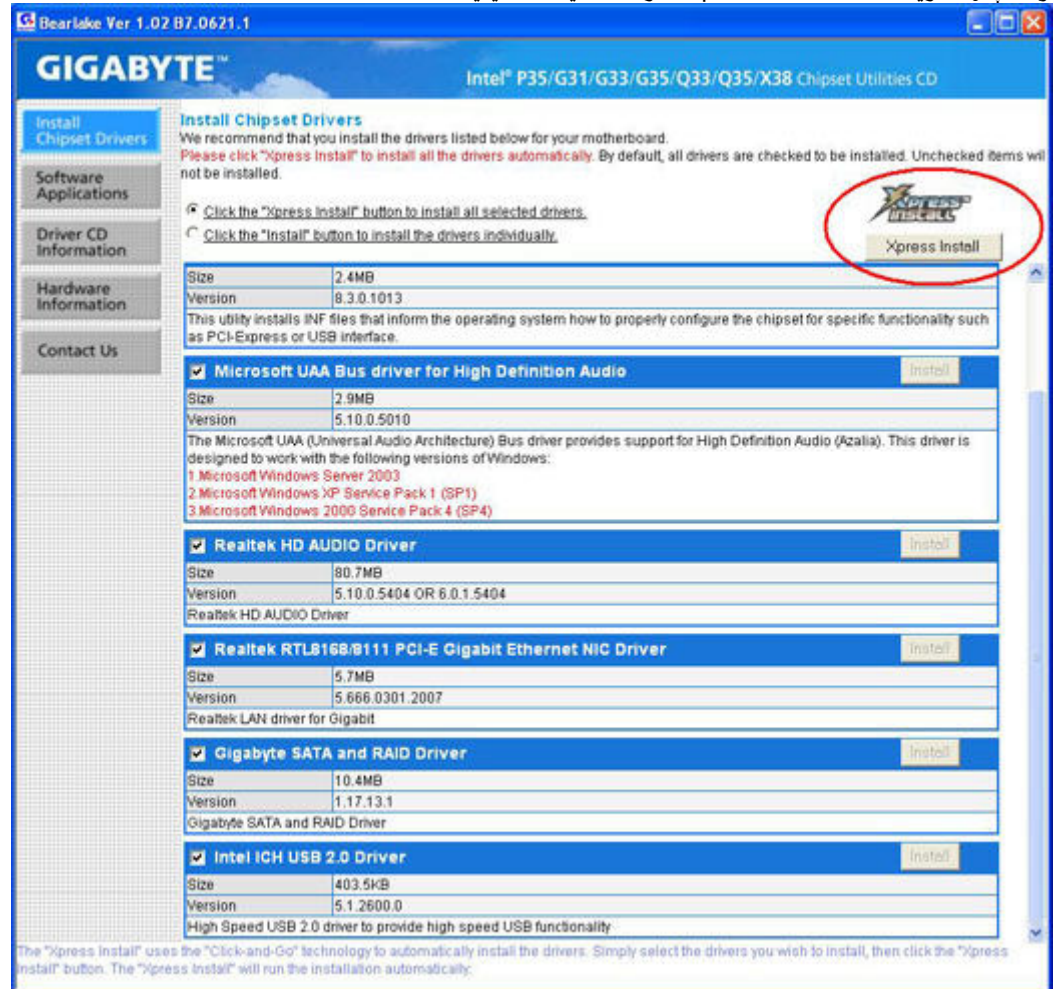 Bearlake Ver 1.02 B7.0621.1
GIGABYTE™
Intel® P35/G31/G33/G35/Q33/Q35/X38 Chipset Utilities CD
Install
Chipset Drivers
Software
Applications
Driver CD
Information
Hardware
Information
Contact Us
Install Chipset Drivers
We recommend that you install the drivers listed below for your motherboard.
Please click "Xpress Install" to install all the drivers automatically. By default, all drivers are checked to be installed. Unchecked items will
not be installed.
Click the "Xpress Install" button to install all selected drivers.
Click the "Install" button to install the drivers individually.
Xpress
INSTALL
Xpress Install
Size 2.4MB
Version 8.3.0.1013
This utility installs INF files that inform the operating system how to properly configure the chipset for specific functionality such
as PCI-Express or USB interface.
Microsoft UAA Bus driver for High Definition Audio Install
Size 2.9MB
Version 5.10.0.5010
The Microsoft UAA (Universal Audio Architecture) Bus driver provides support for High Definition Audio (Azalia). This driver is
designed to work with the following versions of Windows:
1.Microsoft Windows Server 2003
2.Microsoft Windows XP Service Pack 1 (SP1)
3.Microsoft Windows 2000 Service Pack 4 (SP4)
Realtek HD AUDIO Driver Install
Size 80.7MB
Version 5.10.0.5404 OR 6.0.1.5404
Realtek HD AUDIO Driver
Realtek RTL8168/8111 PCI-E Gigabit Ethernet NIC Driver Install
Size 5.7MB
Version 5.666.0301.2007
Realtek LAN driver for Gigabit
Gigabyte SATA and RAID Driver Install
Size 10.4MB
Version 1.17.13.1
Gigabyte SATA and RAID Driver
Intel ICH USB 2.0 Driver Install
Size 403.5KB
Version 5.1.2600.0
High Speed USB 2.0 driver to provide high speed USB functionality
The "Xpress Install" uses the "Click-and-Go" technology to automatically install the drivers. Simply select the drivers you wish to install, then click the "Xpress
Install" button. The "Xpress Install" will run the installation automatically.